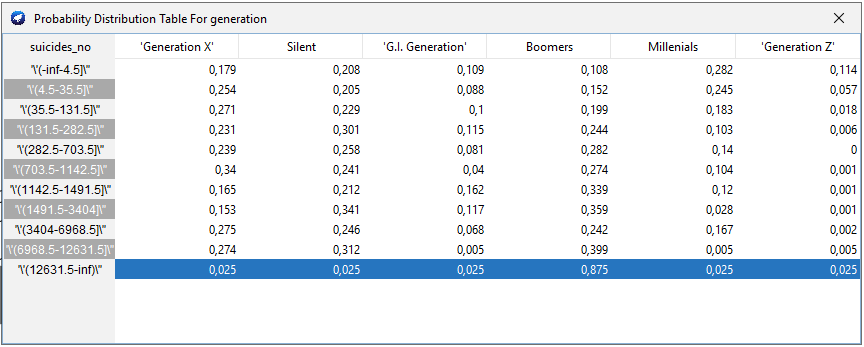 Probability Distribution Table For generation
suicides_no 'Generation X' Silent 'G.I. Generation' Boomers Millenials 'Generation Z'
'\'(-inf-4.5]\'' 0,179 0,208 0,109 0,108 0,282 0,114
'\'(4.5-35.5]\'' 0,254 0,205 0,088 0,152 0,245 0,057
'\'(35.5-131.5]\'' 0,271 0,229 0,1 0,199 0,183 0,018
'\'(131.5-282.5]\'' 0,231 0,301 0,115 0,244 0,103 0,006
'\'(282.5-703.5]\'' 0,239 0,258 0,081 0,282 0,14 0
'\'(703.5-1142.5]\'' 0,34 0,241 0,04 0,274 0,104 0,001
'\'(1142.5-1491.5]\'' 0,165 0,212 0,162 0,339 0,12 0,001
'\'(1491.5-3404]\'' 0,153 0,341 0,117 0,359 0,028 0,001
'\'(3404-6968.5]\'' 0,275 0,246 0,068 0,242 0,167 0,002
'\'(6968.5-12631.5]\'' 0,274 0,312 0,005 0,399 0,005 0,005
'\'(12631.5-inf)\'' 0,025 0,025 0,025 0,875 0,025 0,025